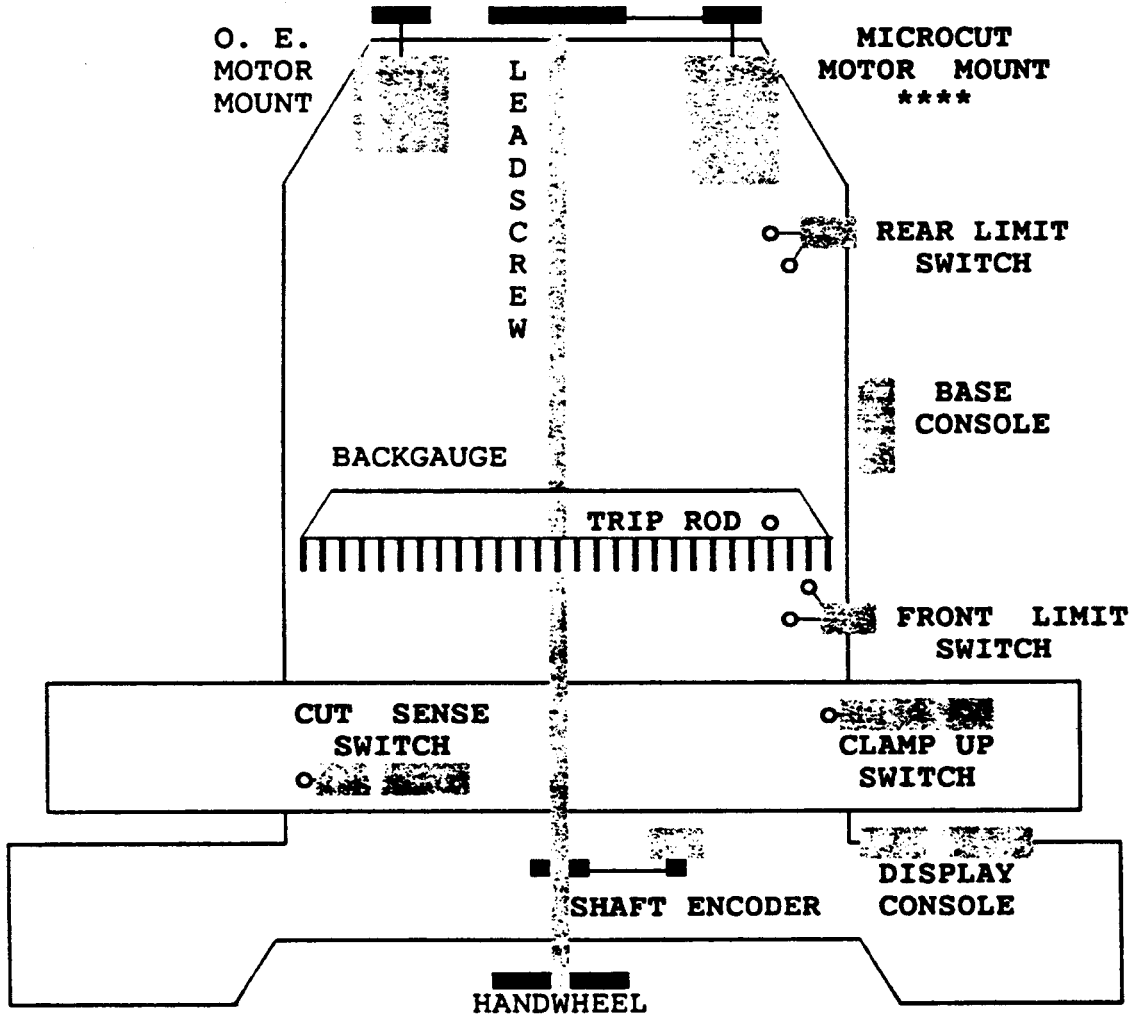 O. E.
MOTOR
MOUNT
LEADSCREW
MICROCUT
MOTOR MOUNT
****
REAR LIMIT
SWITCH
BASE
CONSOLE
BACKGAUGE
TRIP ROD
FRONT LIMIT
SWITCH
CUT SENSE
SWITCH
CLAMP UP
SWITCH
DISPLAY
CONSOLE
SHAFT ENCODER
HANDWHEEL